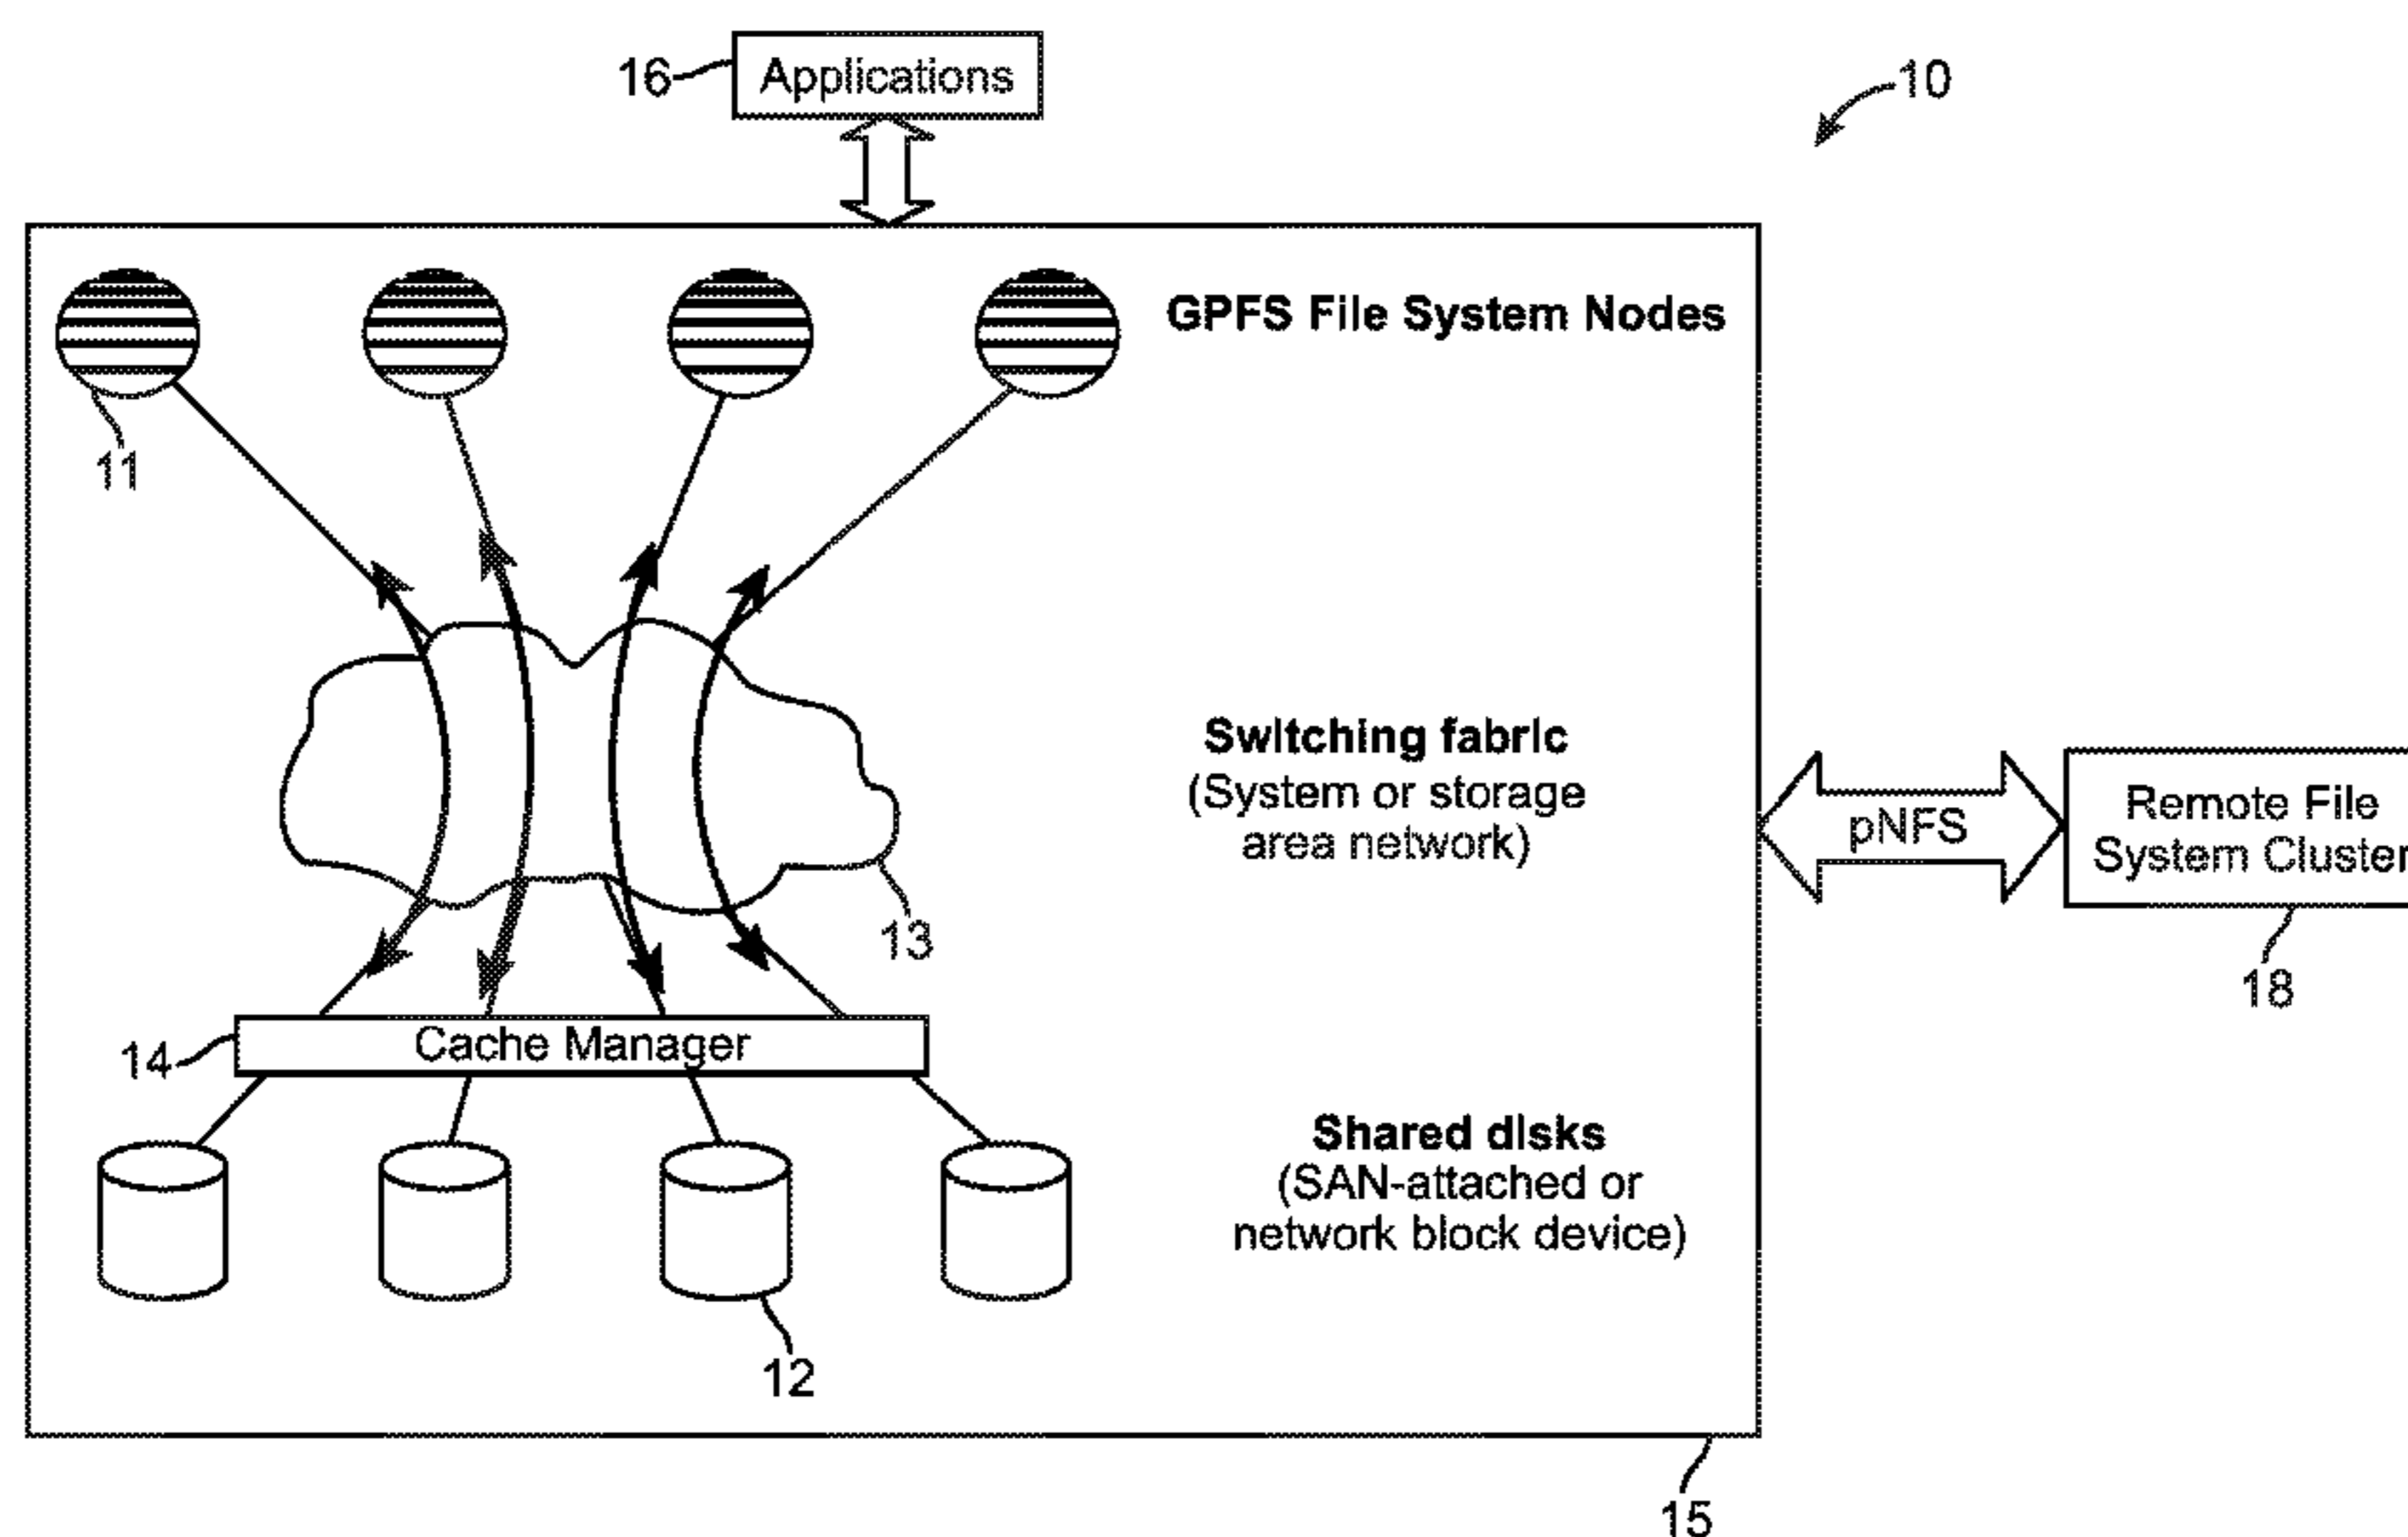 16
Applications
10
GPFS File System Nodes
11
Switching fabric
(System or storage
area network)
pNFS
Remote File
System Cluster
13
18
14
Cache Manager
Shared disks
(SAN-attached or
network block device)
12
15